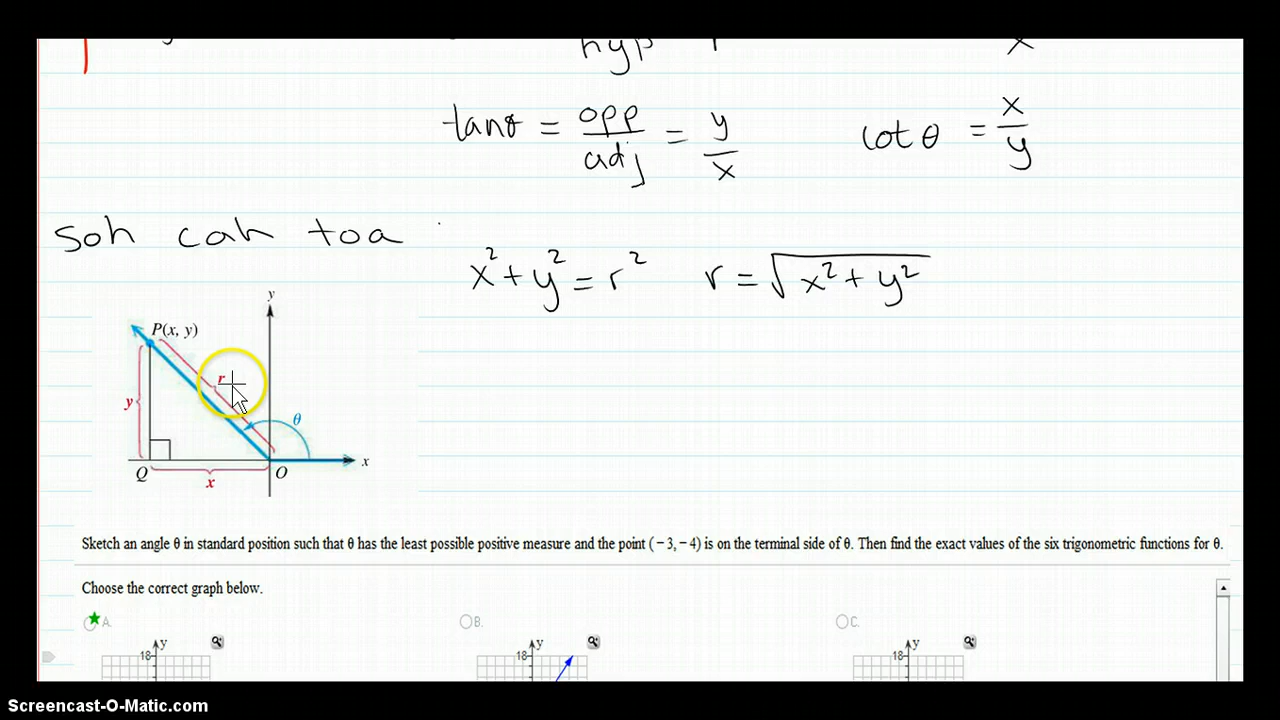 hyp r x
tanθ = opp/adj = y/x cot θ = x/y
Soh cah toa
x² + y² = r² r = √x² + y²
y
P(x, y)
r
y
θ
x
Q x O
Sketch an angle θ in standard position such that θ has the least possible positive measure and the point (−3, −4) is on the terminal side of θ. Then find the exact values of the six trigonometric functions for θ.
Choose the correct graph below.
A. B. C.
y y y
18 18 18
Screencast-O-Matic.com